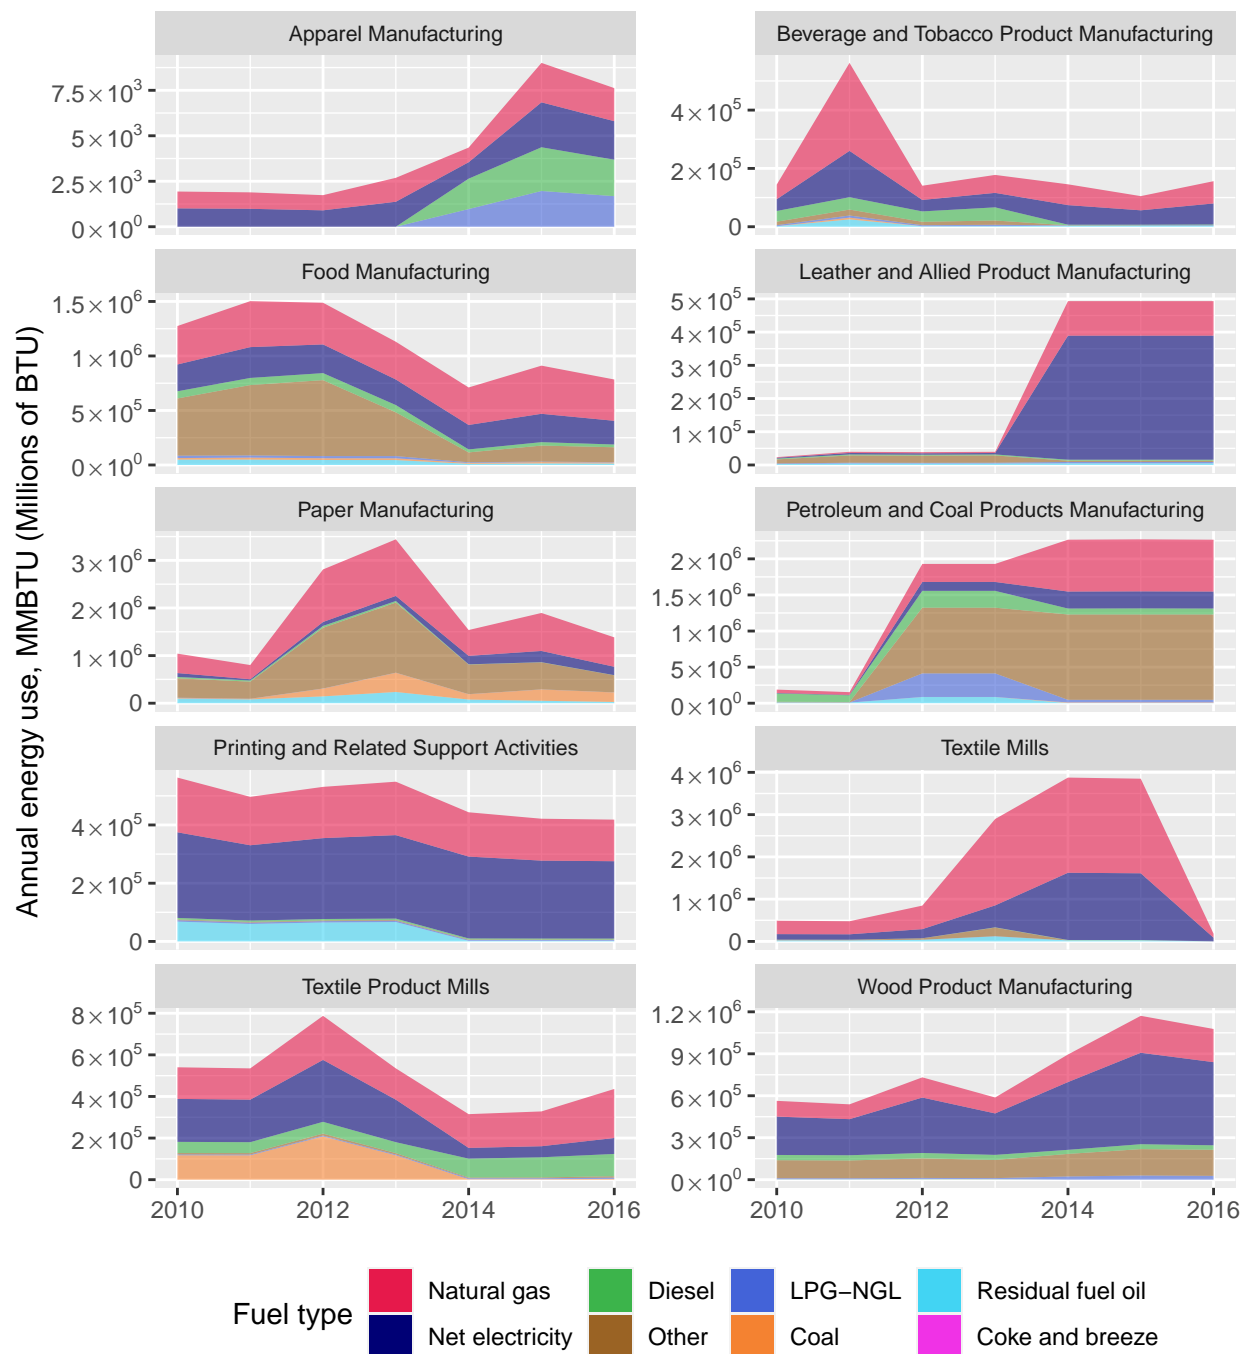 Apparel Manufacturing
7.5×10³
5×10³
2.5×10³
0×10⁰
Beverage and Tobacco Product Manufacturing
4×10⁵
2×10⁵
0
Food Manufacturing
1.5×10⁶
1×10⁶
5×10⁵
0×10⁰
Leather and Allied Product Manufacturing
5×10⁵
4×10⁵
3×10⁵
2×10⁵
1×10⁵
0
Paper Manufacturing
3×10⁶
2×10⁶
1×10⁶
0
Petroleum and Coal Products Manufacturing
2×10⁶
1.5×10⁶
1×10⁶
5×10⁵
0×10⁰
Printing and Related Support Activities
4×10⁵
2×10⁵
0
Textile Mills
4×10⁶
3×10⁶
2×10⁶
1×10⁶
0
Textile Product Mills
8×10⁵
6×10⁵
4×10⁵
2×10⁵
0
2010 2012 2014 2016
Wood Product Manufacturing
1.2×10⁶
9×10⁵
6×10⁵
3×10⁵
0×10⁰
2010 2012 2014 2016
Annual energy use, MMBTU (Millions of BTU)
Fuel type
Natural gas
Net electricity
Diesel
Other
LPG−NGL
Coal
Residual fuel oil
Coke and breeze